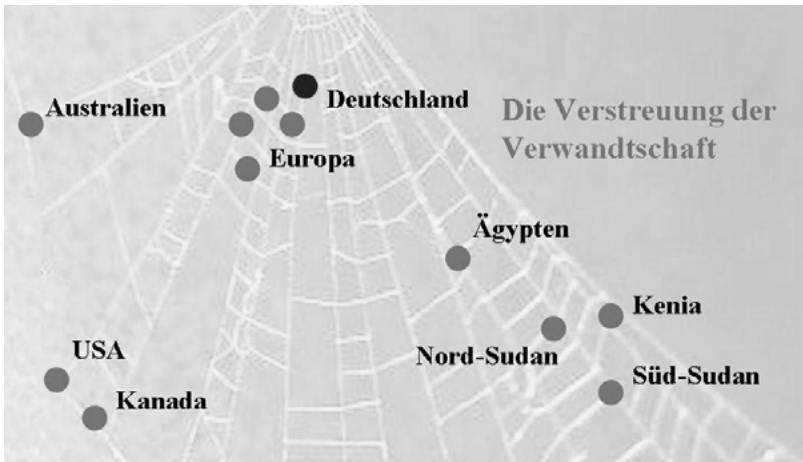 Australien
Deutschland
Die Verstreuung der
Verwandtschaft
Europa
Ägypten
Kenia
Nord-Sudan
USA
Süd-Sudan
Kanada